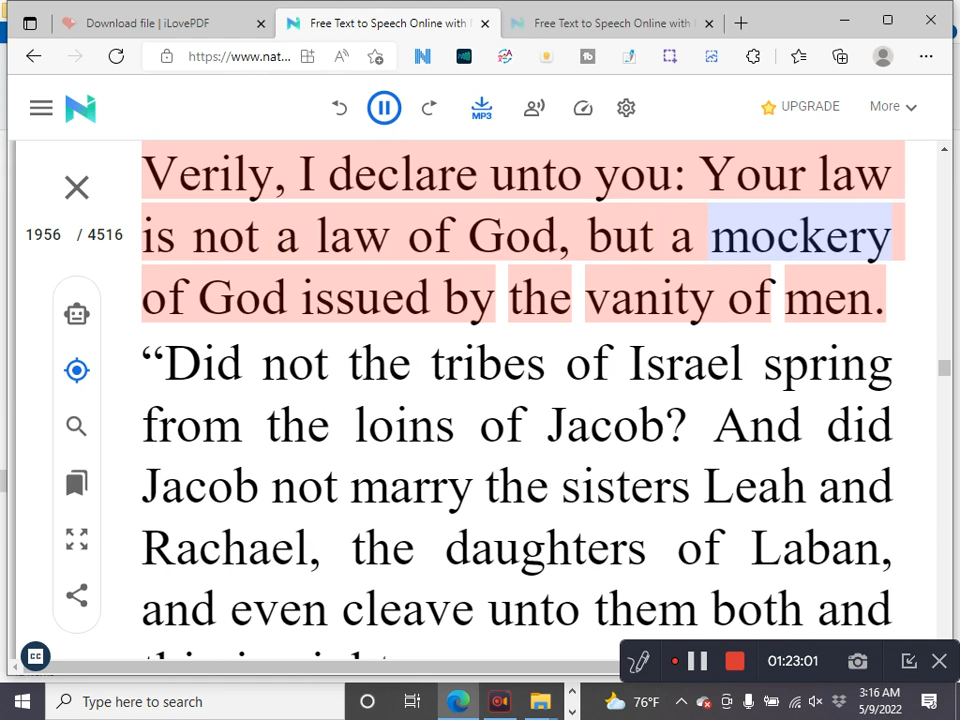 Download file | iLovePDF
Free Text to Speech Online with
Free Text to Speech Online with
https://www.nat...
MP3
UPGRADE
More
1956 / 4516
Verily, I declare unto you: Your law
is not a law of God, but a mockery
of God issued by the vanity of men.
“Did not the tribes of Israel spring
from the loins of Jacob? And did
Jacob not marry the sisters Leah and
Rachael, the daughters of Laban,
and even cleave unto them both and
CC
01:23:01
Type here to search
76°F
3:16 AM
5/9/2022